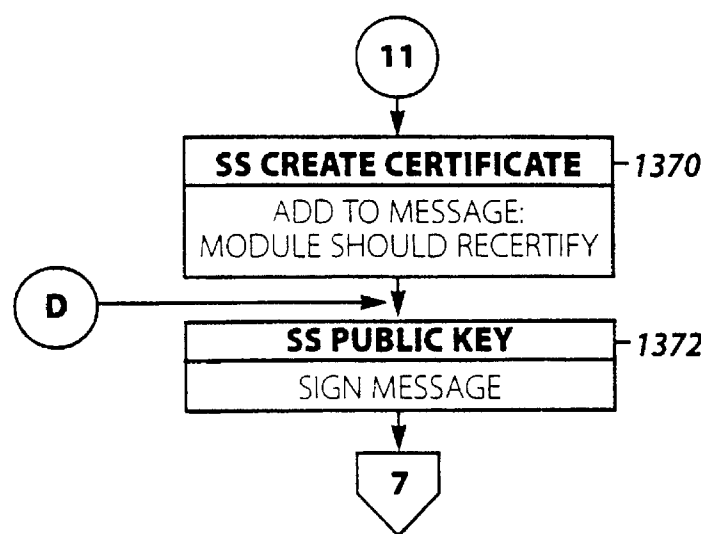 11
SS CREATE CERTIFICATE
1370
ADD TO MESSAGE:
MODULE SHOULD RECERTIFY
D
SS PUBLIC KEY
1372
SIGN MESSAGE
7